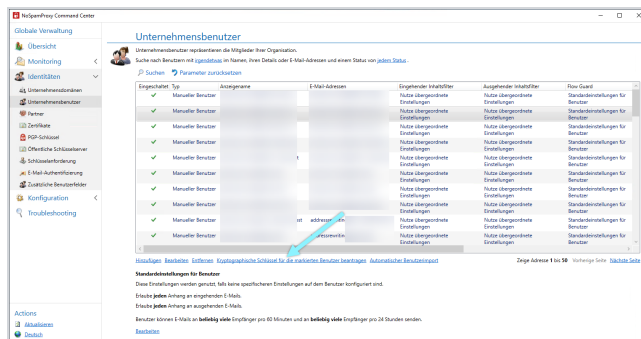 NoSpamProxy Command Center
Globale Verwaltung
Übersicht
Monitoring
Identitäten
Unternehmensdomänen
Unternehmensbenutzer
Partner
Zertifikate
PGP-Schlüssel
Öffentliche Schlüsselserver
Schlüsselanforderung
E-Mail-Authentifizierung
Zusätzliche Benutzerfelder
Konfiguration
Troubleshooting
Actions
Aktualisieren
Deutsch
Unternehmensbenutzer
Unternehmensbenutzer repräsentieren die Mitglieder Ihrer Organisation.
Suche nach Benutzern mit irgendetwas im Namen, ihren Details oder E-Mail-Adressen und einem Status von jedem Status .
Suchen Parameter zurücksetzen
Eingeschaltet Typ Anzeigename E-Mail-Adressen Eingehender Inhaltsfilter Ausgehender Inhaltsfilter Flow Guard
Manueller Benutzer Nutze übergeordnete Einstellungen Nutze übergeordnete Einstellungen Standardeinstellungen für Benutzer
Manueller Benutzer Nutze übergeordnete Einstellungen Nutze übergeordnete Einstellungen Standardeinstellungen für Benutzer
Manueller Benutzer Nutze übergeordnete Einstellungen Nutze übergeordnete Einstellungen Standardeinstellungen für Benutzer
Manueller Benutzer Nutze übergeordnete Einstellungen Nutze übergeordnete Einstellungen Standardeinstellungen für Benutzer
Manueller Benutzer Nutze übergeordnete Einstellungen Nutze übergeordnete Einstellungen Standardeinstellungen für Benutzer
Manueller Benutzer Nutze übergeordnete Einstellungen Nutze übergeordnete Einstellungen Standardeinstellungen für Benutzer
Manueller Benutzer Nutze übergeordnete Einstellungen Nutze übergeordnete Einstellungen Standardeinstellungen für Benutzer
Manueller Benutzer Nutze übergeordnete Einstellungen Nutze übergeordnete Einstellungen Standardeinstellungen für Benutzer
Manueller Benutzer Nutze übergeordnete Einstellungen Nutze übergeordnete Einstellungen Standardeinstellungen für Benutzer
Manueller Benutzer Nutze übergeordnete Einstellungen Nutze übergeordnete Einstellungen Standardeinstellungen für Benutzer
Hinzufügen Bearbeiten Entfernen Kryptographische Schlüssel für die markierten Benutzer beantragen Automatischer Benutzerimport Zeige Adresse 1 bis 50 Vorherige Seite Nächste Seite
Standardeinstellungen für Benutzer
Diese Einstellungen werden genutzt, falls keine spezifischeren Einstellungen auf dem Benutzer konfiguriert sind.
Erlaube jeden Anhang an eingehenden E-Mails.
Erlaube jeden Anhang an ausgehenden E-Mails.
Benutzer können E-Mails an beliebig viele Empfänger pro 60 Minuten und an beliebig viele Empfänger pro 24 Stunden senden.
Bearbeiten